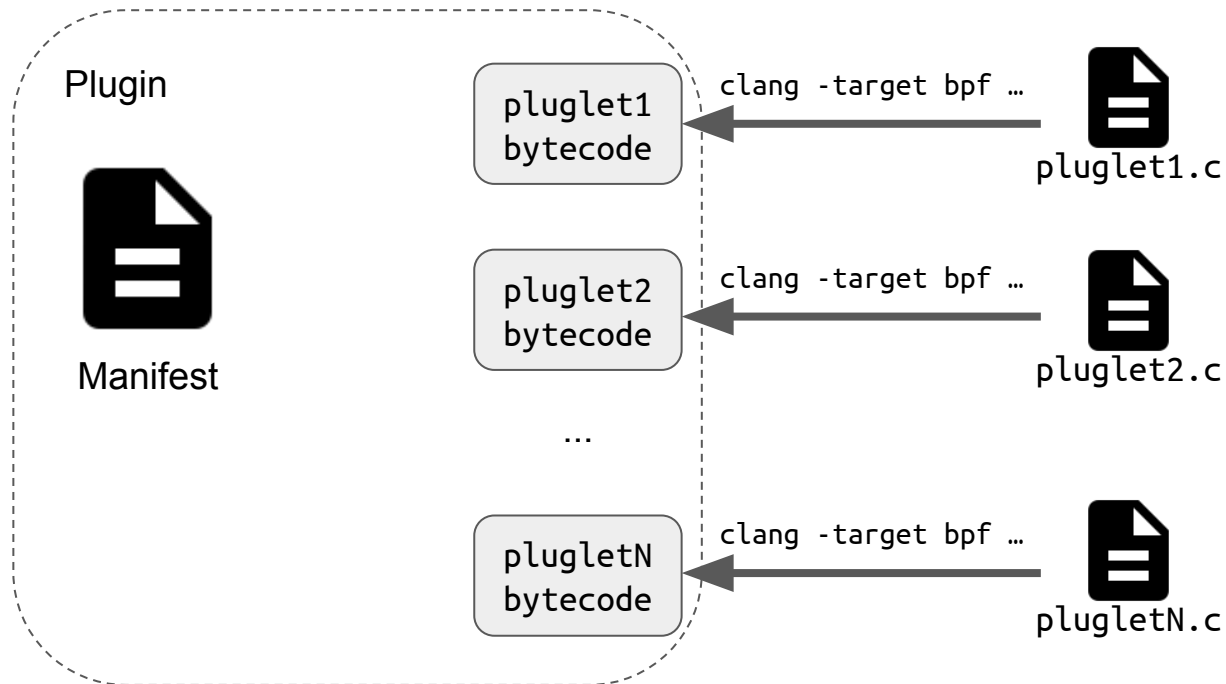 Plugin
Manifest
pluglet1
bytecode
clang -target bpf …
pluglet1.c
pluglet2
bytecode
clang -target bpf …
pluglet2.c
...
plugletN
bytecode
clang -target bpf …
plugletN.c